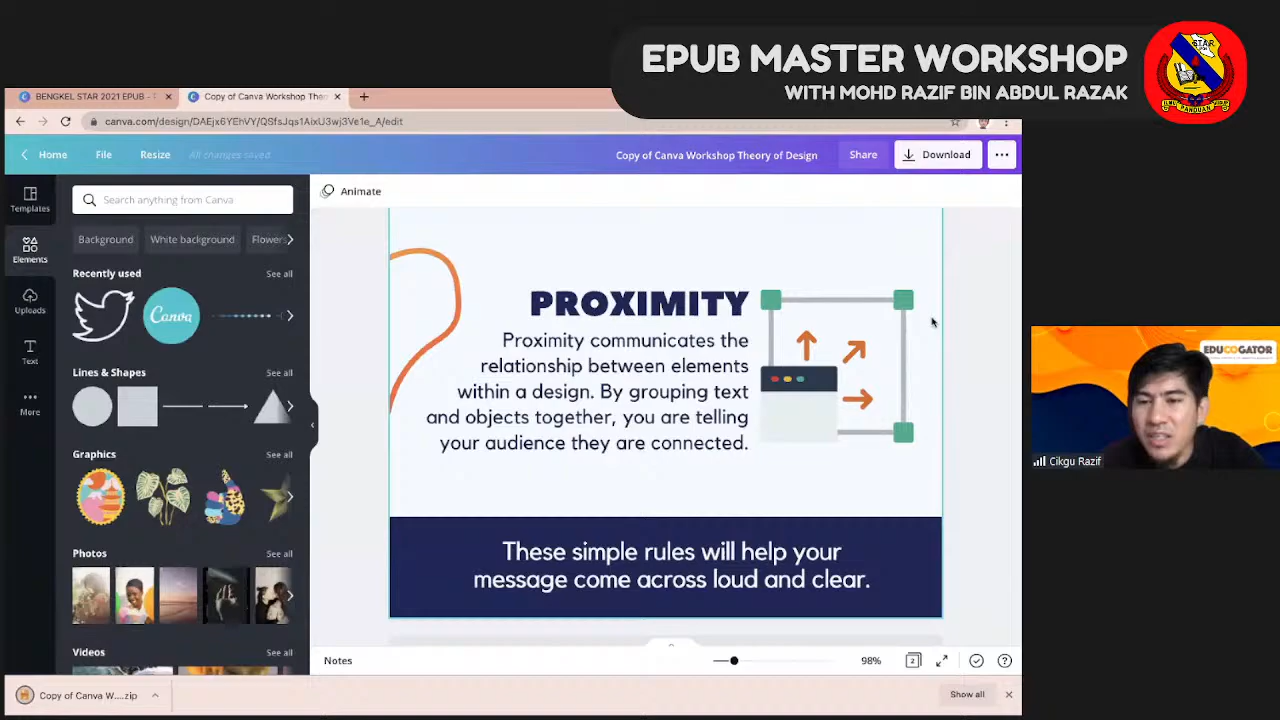 EPUB MASTER WORKSHOP
WITH MOHD RAZIF BIN ABDUL RAZAK
STAR
ILMU PANDUAN HIDUP
BENGKEL STAR 2021 EPUB -
Copy of Canva Workshop The
canva.com/design/DAEjx6YEhVY/QSfsJqs1AixU3wj3Ve1e_A/edit
Home
File
Resize
All changes saved
Copy of Canva Workshop Theory of Design
Share
Download
Templates
Elements
Uploads
Text
More
Search anything from Canva
Background
White background
Flowers
Recently used
See all
Canva
Lines & Shapes
See all
Graphics
See all
Photos
See all
Videos
See all
Animate
PROXIMITY
Proximity communicates the
relationship between elements
within a design. By grouping text
and objects together, you are telling
your audience they are connected.
These simple rules will help your
message come across loud and clear.
Notes
98%
2
EDUCOGATOR
Cikgu Razif
Copy of Canva W....zip
Show all